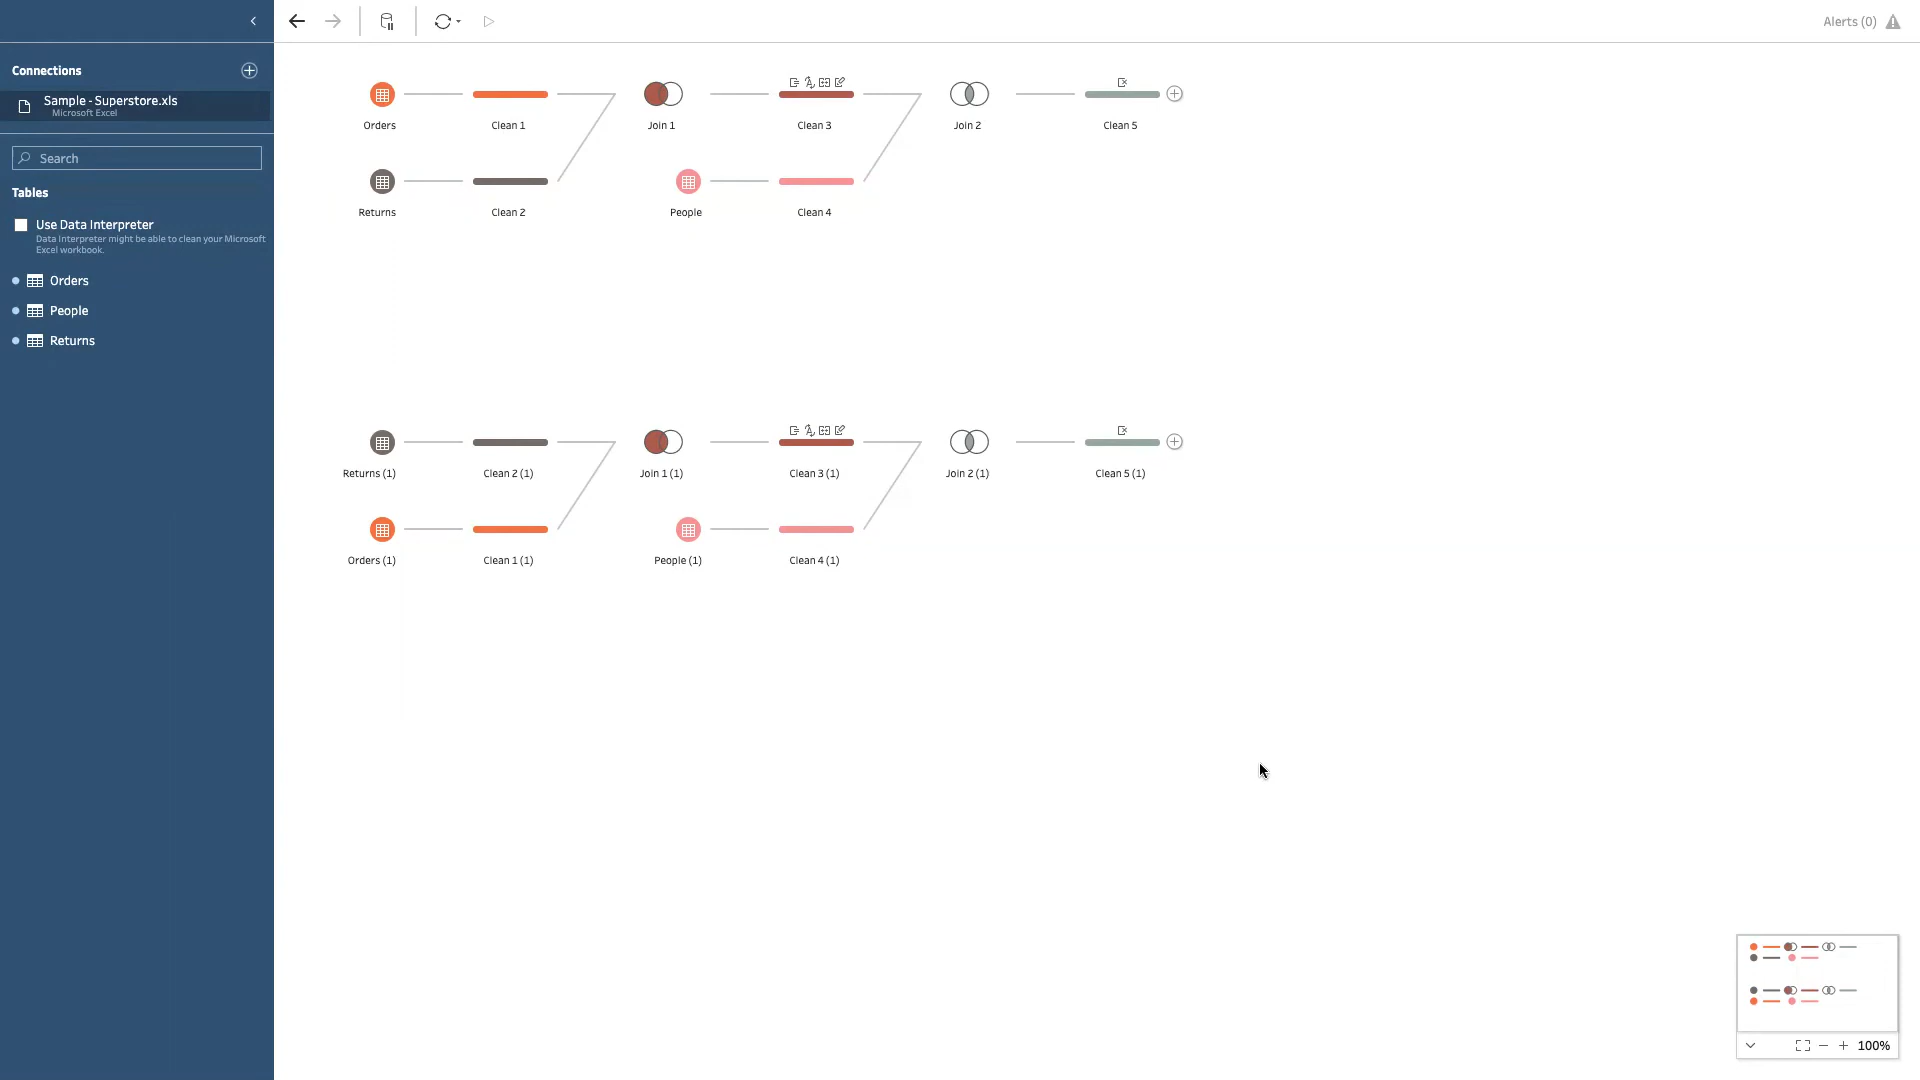 Alerts (0)
Connections
Sample - Superstore.xls
Microsoft Excel
Search
Tables
Use Data Interpreter
Data Interpreter might be able to clean your Microsoft
Excel workbook.
Orders
People
Returns
Orders
Clean 1
Join 1
Clean 3
Join 2
Clean 5
Returns
Clean 2
People
Clean 4
Returns (1)
Clean 2 (1)
Join 1 (1)
Clean 3 (1)
Join 2 (1)
Clean 5 (1)
Orders (1)
Clean 1 (1)
People (1)
Clean 4 (1)
100%